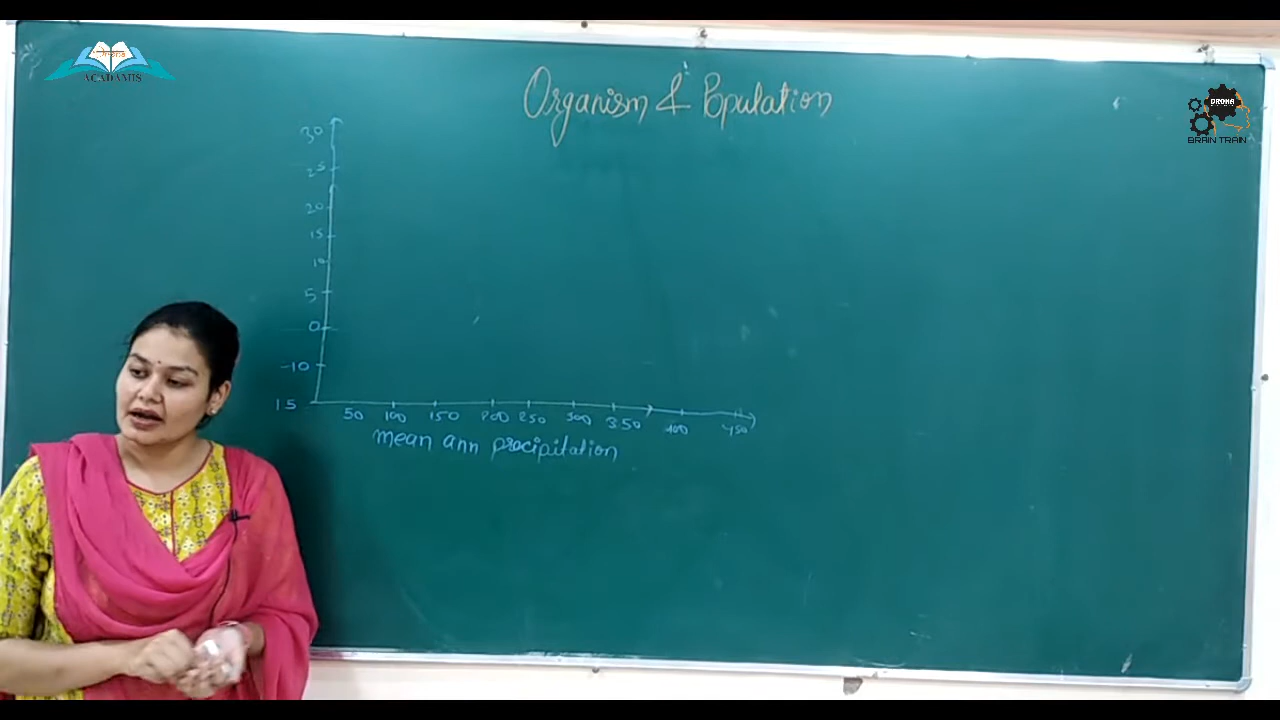 ACADAMIS
DROMA
BRAIN TRAIN
Organism & Population
30
25
20
15
10
5
0
-10
15
50 100 150 200 250 300 350 400 450
mean ann precipitation